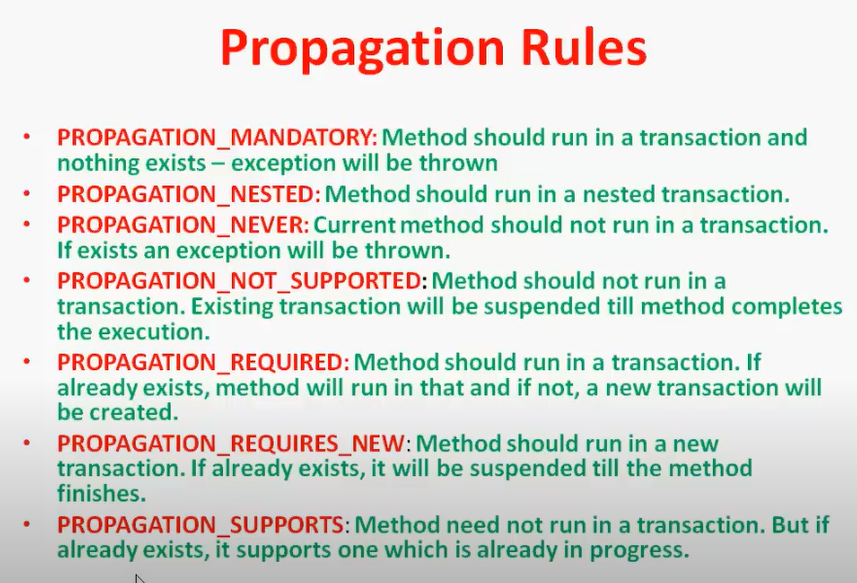 Propagation Rules
• PROPAGATION_MANDATORY: Method should run in a transaction and
nothing exists – exception will be thrown
• PROPAGATION_NESTED: Method should run in a nested transaction.
• PROPAGATION_NEVER: Current method should not run in a transaction.
If exists an exception will be thrown.
• PROPAGATION_NOT_SUPPORTED: Method should not run in a
transaction. Existing transaction will be suspended till method completes
the execution.
• PROPAGATION_REQUIRED: Method should run in a transaction. If
already exists, method will run in that and if not, a new transaction will
be created.
• PROPAGATION_REQUIRES_NEW: Method should run in a new
transaction. If already exists, it will be suspended till the method
finishes.
• PROPAGATION_SUPPORTS: Method need not run in a transaction. But if
already exists, it supports one which is already in progress.